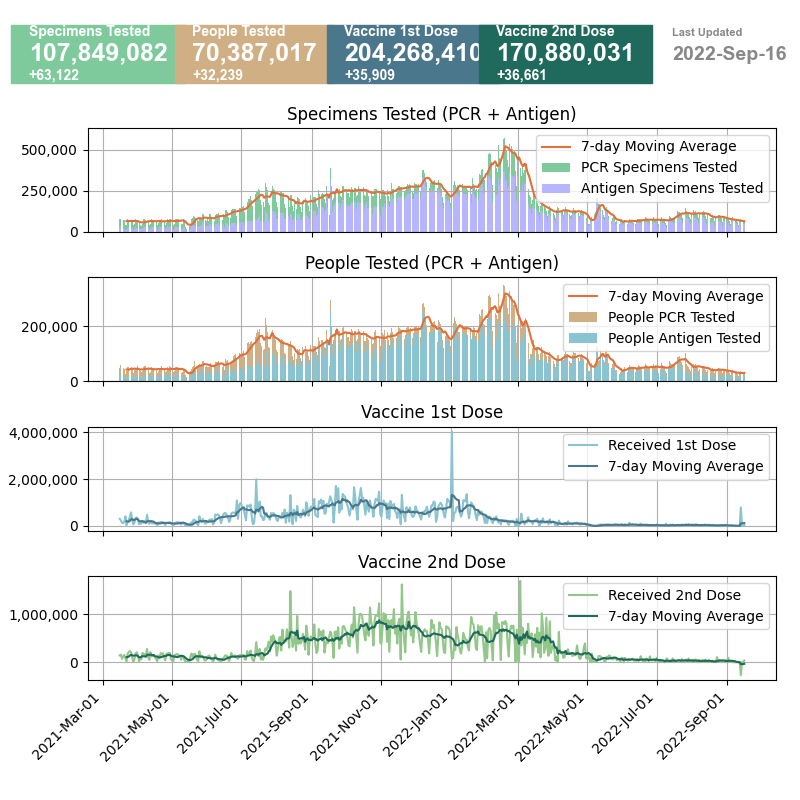 Specimens Tested
107,849,082
+63,122
People Tested
70,387,017
+32,239
Vaccine 1st Dose
204,268,410
+35,909
Vaccine 2nd Dose
170,880,031
+36,661
Last Updated
2022-Sep-16
Specimens Tested (PCR + Antigen)
500,000
250,000
0
7-day Moving Average
PCR Specimens Tested
Antigen Specimens Tested
People Tested (PCR + Antigen)
200,000
0
7-day Moving Average
People PCR Tested
People Antigen Tested
Vaccine 1st Dose
4,000,000
2,000,000
0
Received 1st Dose
7-day Moving Average
Vaccine 2nd Dose
1,000,000
0
Received 2nd Dose
7-day Moving Average
2021-Mar-01
2021-May-01
2021-Jul-01
2021-Sep-01
2021-Nov-01
2022-Jan-01
2022-Mar-01
2022-May-01
2022-Jul-01
2022-Sep-01